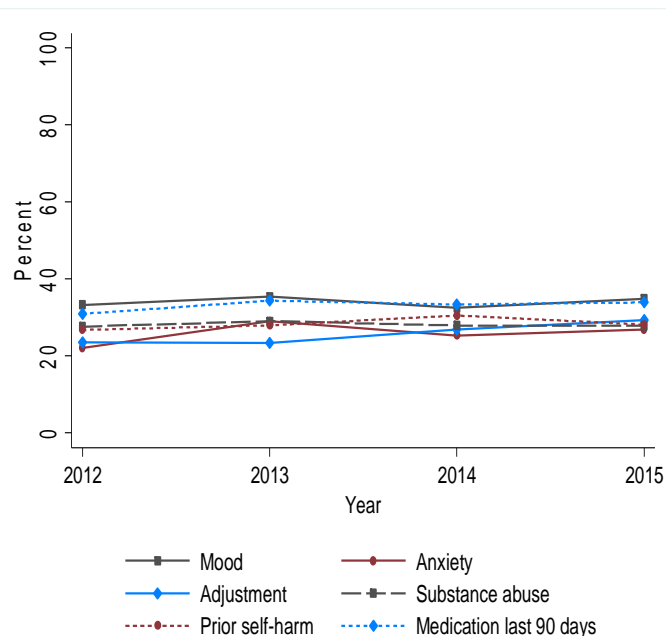 100
80
60
40
20
0
Percent
2012 2013 2014 2015
Year
Mood Anxiety
Adjustment Substance abuse
Prior self-harm Medication last 90 days